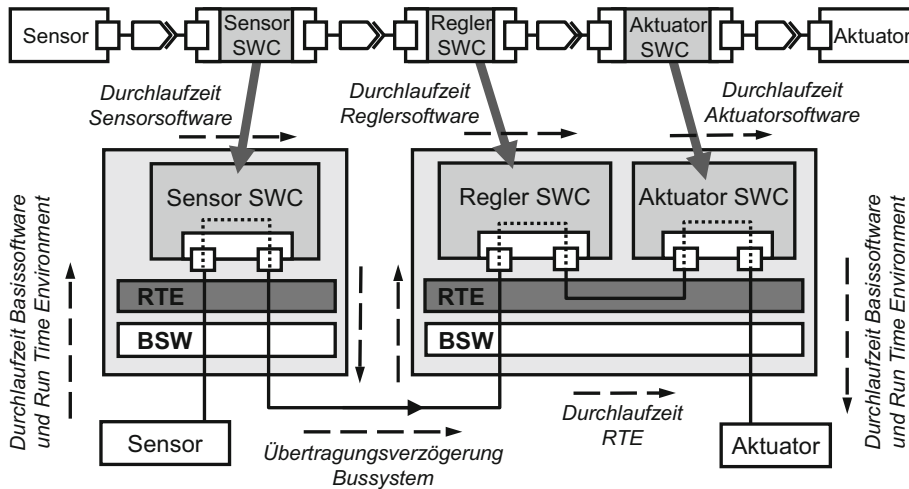 Sensor
Sensor
SWC
Regler
SWC
Aktuator
SWC
Aktuator
Durchlaufzeit
Sensorsoftware
Durchlaufzeit
Reglersoftware
Durchlaufzeit
Aktuatorsoftware
Sensor SWC
Regler SWC
Aktuator SWC
RTE
BSW
RTE
BSW
Durchlaufzeit Basissoftware
und Run Time Environment
Durchlaufzeit Basissoftware
und Run Time Environment
Sensor
Übertragungsverzögerung
Bussystem
Durchlaufzeit
RTE
Aktuator